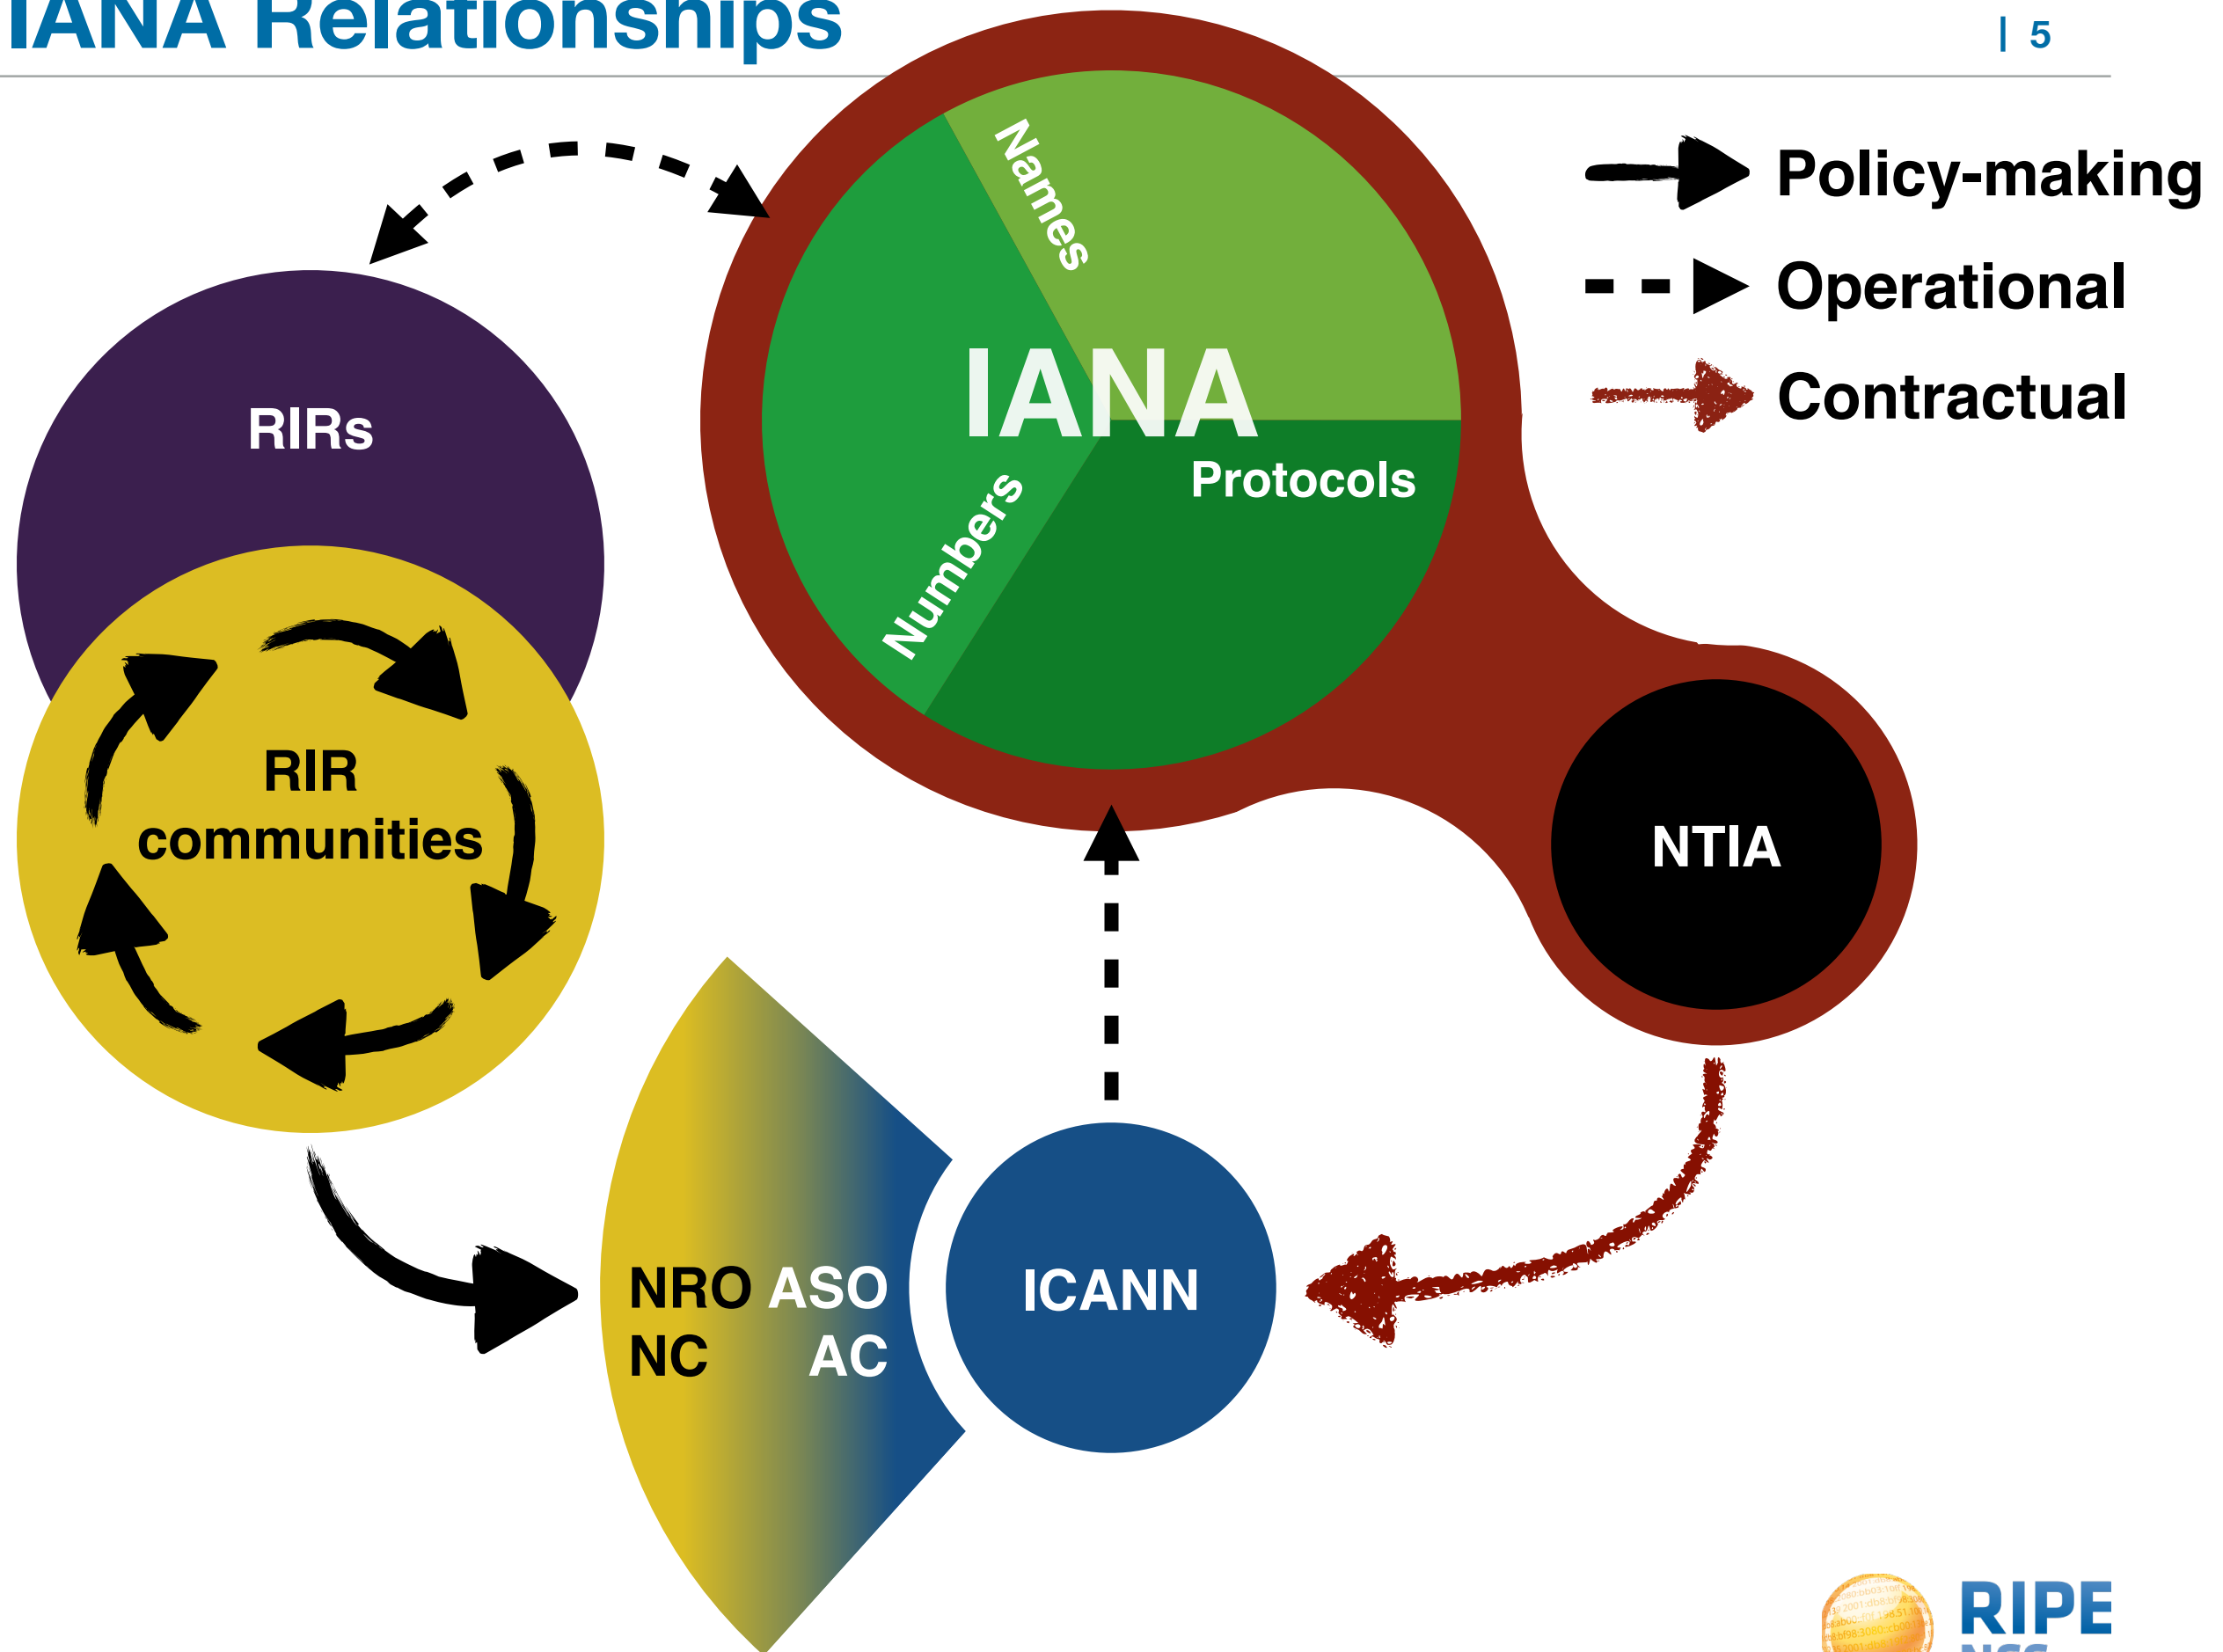 IANA Relationships
| 5
Policy-making
Operational
Contractual
Names
IANA
Protocols
Numbers
RIRs
RIR
communities
NTIA
NRO ASO
NC AC
ICANN
RIPE
NCC